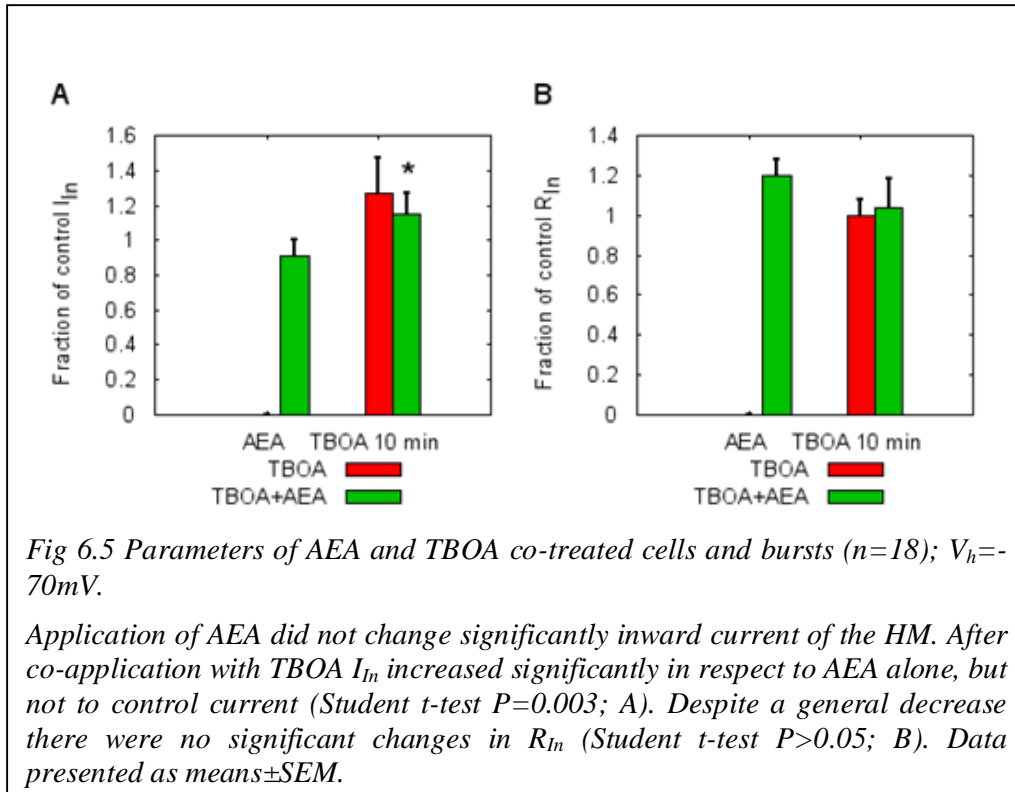 A
B
Fraction of control I_In
1.6
1.4
1.2
1
0.8
0.6
0.4
0.2
0
*
AEA TBOA 10 min
TBOA
TBOA+AEA
Fraction of control R_In
1.4
1.2
1
0.8
0.6
0.4
0.2
0
AEA TBOA 10 min
TBOA
TBOA+AEA
Fig 6.5 Parameters of AEA and TBOA co-treated cells and bursts (n=18); V_h=-
70mV.
Application of AEA did not change significantly inward current of the HM. After
co-application with TBOA I_In increased significantly in respect to AEA alone, but
not to control current (Student t-test P=0.003; A). Despite a general decrease
there were no significant changes in R_In (Student t-test P>0.05; B). Data
presented as means±SEM.